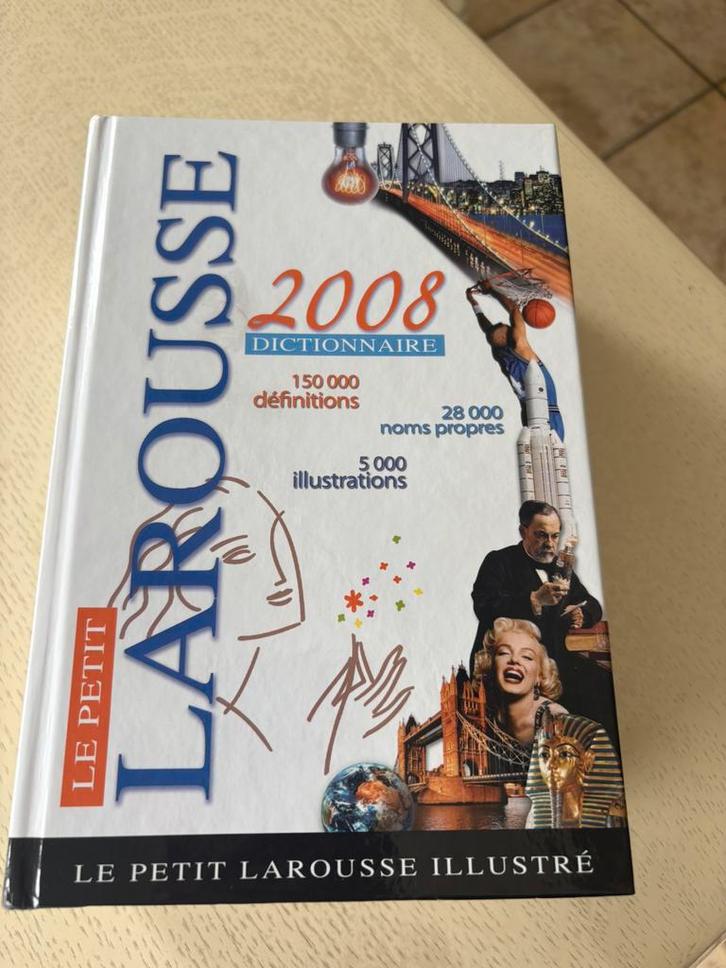 LE PETIT
LAROUSSE
2008
DICTIONNAIRE
150 000
définitions
28 000
noms propres
5 000
illustrations
LE PETIT LAROUSSE ILLUSTRÉ